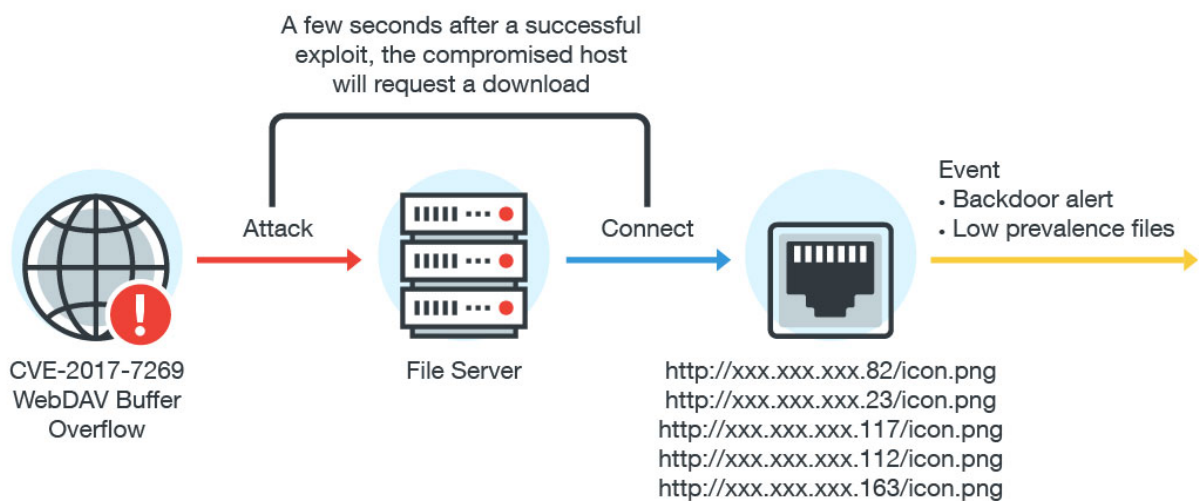 A few seconds after a successful
exploit, the compromised host
will request a download
Attack
Connect
Event
• Backdoor alert
• Low prevalence files
CVE-2017-7269
WebDAV Buffer
Overflow
File Server
http://xxx.xxx.xxx.82/icon.png
http://xxx.xxx.xxx.23/icon.png
http://xxx.xxx.xxx.117/icon.png
http://xxx.xxx.xxx.112/icon.png
http://xxx.xxx.xxx.163/icon.png